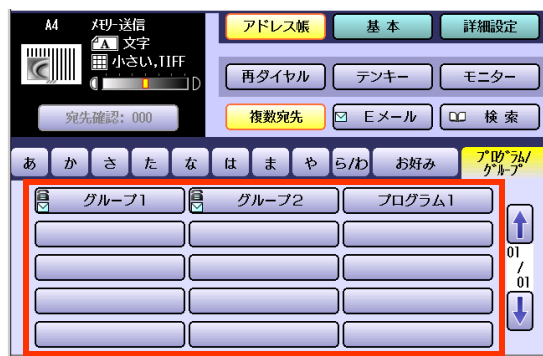 A4 ﾒﾓﾘｰ送信
A 文字
小さい,TIFF
D
宛先確認: 000
アドレス帳 基本 詳細設定
再ダイヤル テンキー モニター
複数宛先 Eメール 検索
あ か さ た な は ま や ら/わ お好み ﾌﾟﾛｸﾞﾗﾑ/
ｸﾞﾙｰﾌﾟ
グループ1 グループ2 プログラム1
01
/
01